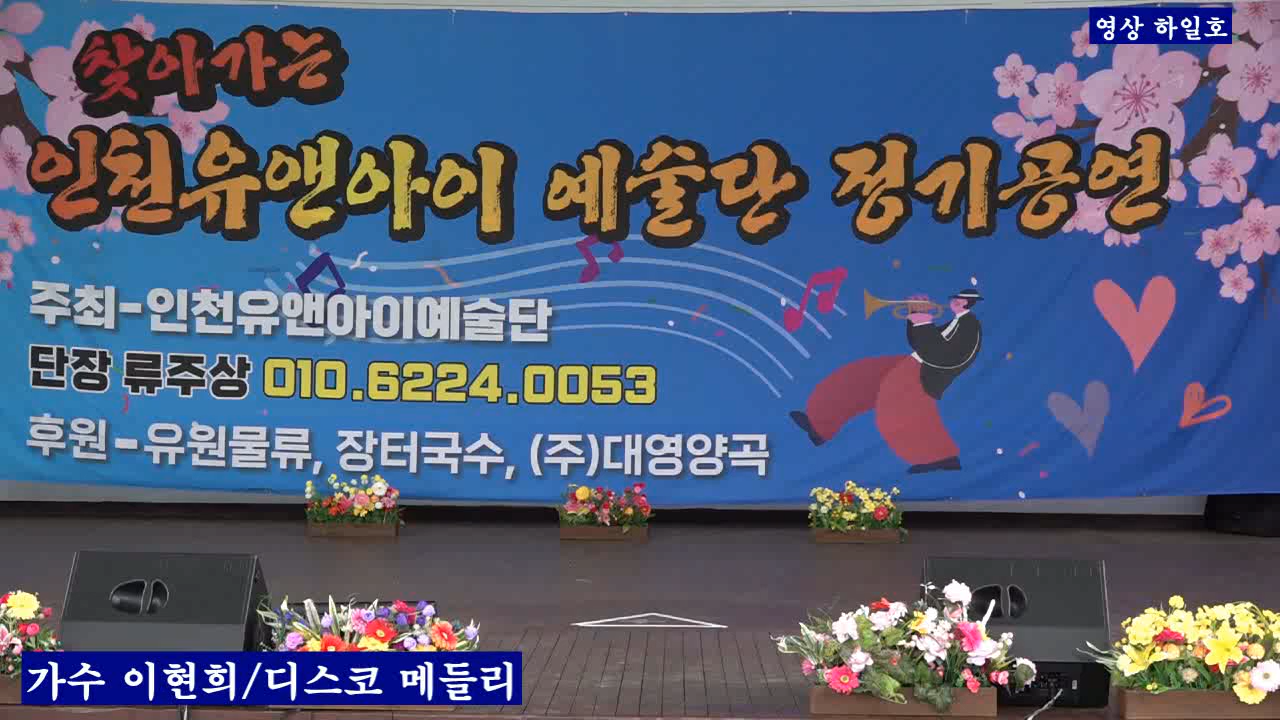 영상 하일호
찾아가는
인천유앤아이 예술단 정기공연
주최-인천유앤아이예술단
단장 류주상 010.6224.0053
후원-유원물류, 장터국수, (주)대영양곡
가수 이현희/디스코 메들리